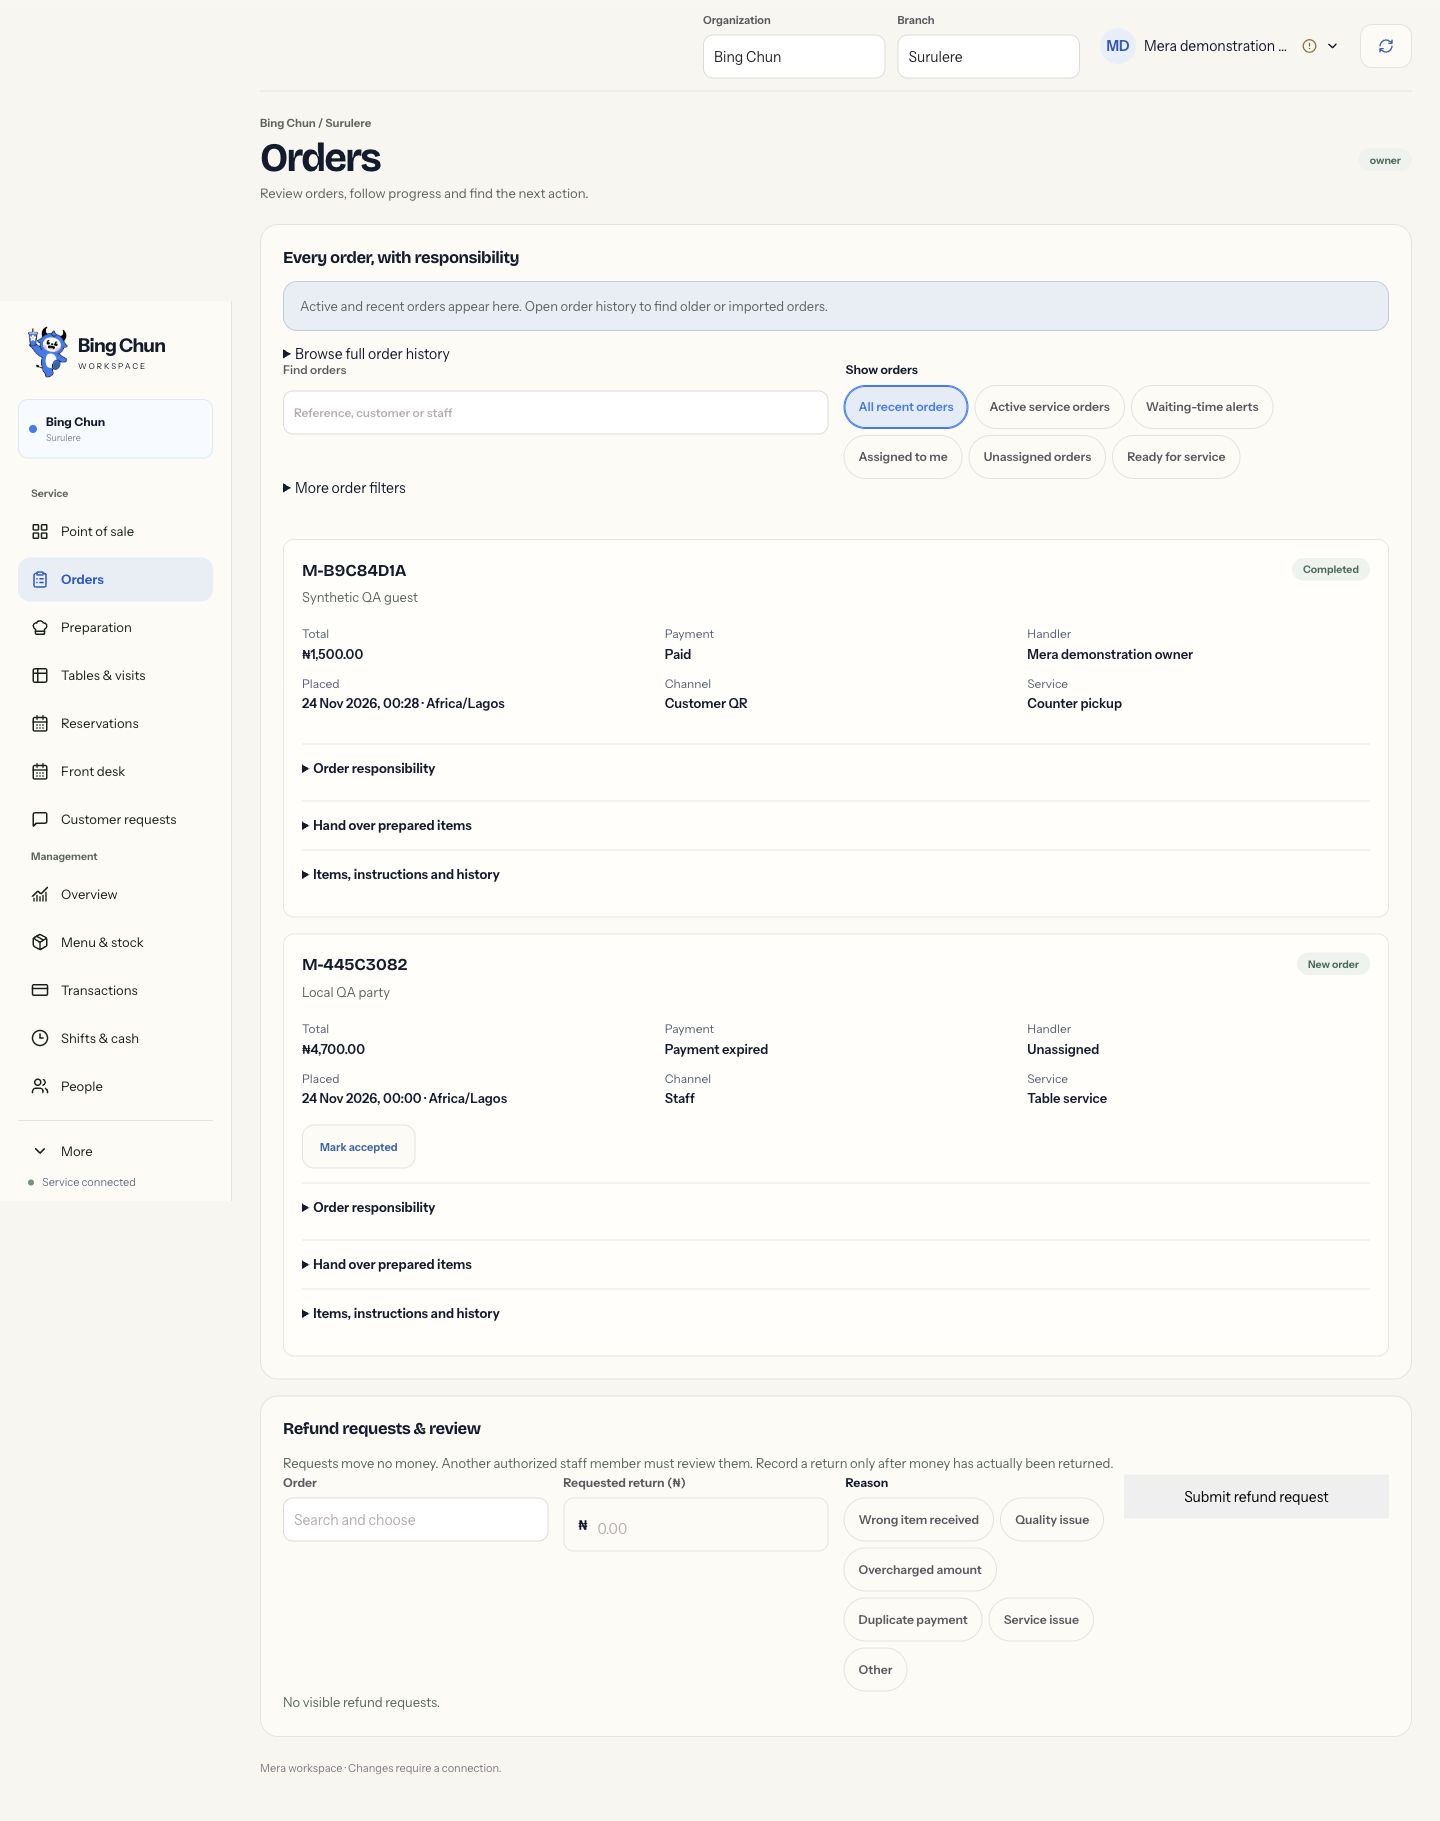 Organization
Branch
Bing Chun
Surulere
MD
Mera demonstration ...
Bing Chun / Surulere
Orders
owner
Review orders, follow progress and find the next action.
Bing Chun
WORKSPACE
Bing Chun
Surulere
Service
Point of sale
Orders
Preparation
Tables & visits
Reservations
Front desk
Customer requests
Management
Overview
Menu & stock
Transactions
Shifts & cash
People
More
Service connected
Every order, with responsibility
Active and recent orders appear here. Open order history to find older or imported orders.
Browse full order history
Find orders
Reference, customer or staff
Show orders
All recent orders
Active service orders
Waiting-time alerts
Assigned to me
Unassigned orders
Ready for service
More order filters
M-B9C84D1A
Completed
Synthetic QA guest
Total
₦1,500.00
Payment
Paid
Handler
Mera demonstration owner
Placed
24 Nov 2026, 00:28 · Africa/Lagos
Channel
Customer QR
Service
Counter pickup
Order responsibility
Hand over prepared items
Items, instructions and history
M-445C3082
New order
Local QA party
Total
₦4,700.00
Payment
Payment expired
Handler
Unassigned
Placed
24 Nov 2026, 00:00 · Africa/Lagos
Channel
Staff
Service
Table service
Mark accepted
Order responsibility
Hand over prepared items
Items, instructions and history
Refund requests & review
Requests move no money. Another authorized staff member must review them. Record a return only after money has actually been returned.
Order
Search and choose
Requested return (₦)
₦ 0.00
Reason
Wrong item received
Quality issue
Overcharged amount
Duplicate payment
Service issue
Other
Submit refund request
No visible refund requests.
Mera workspace · Changes require a connection.